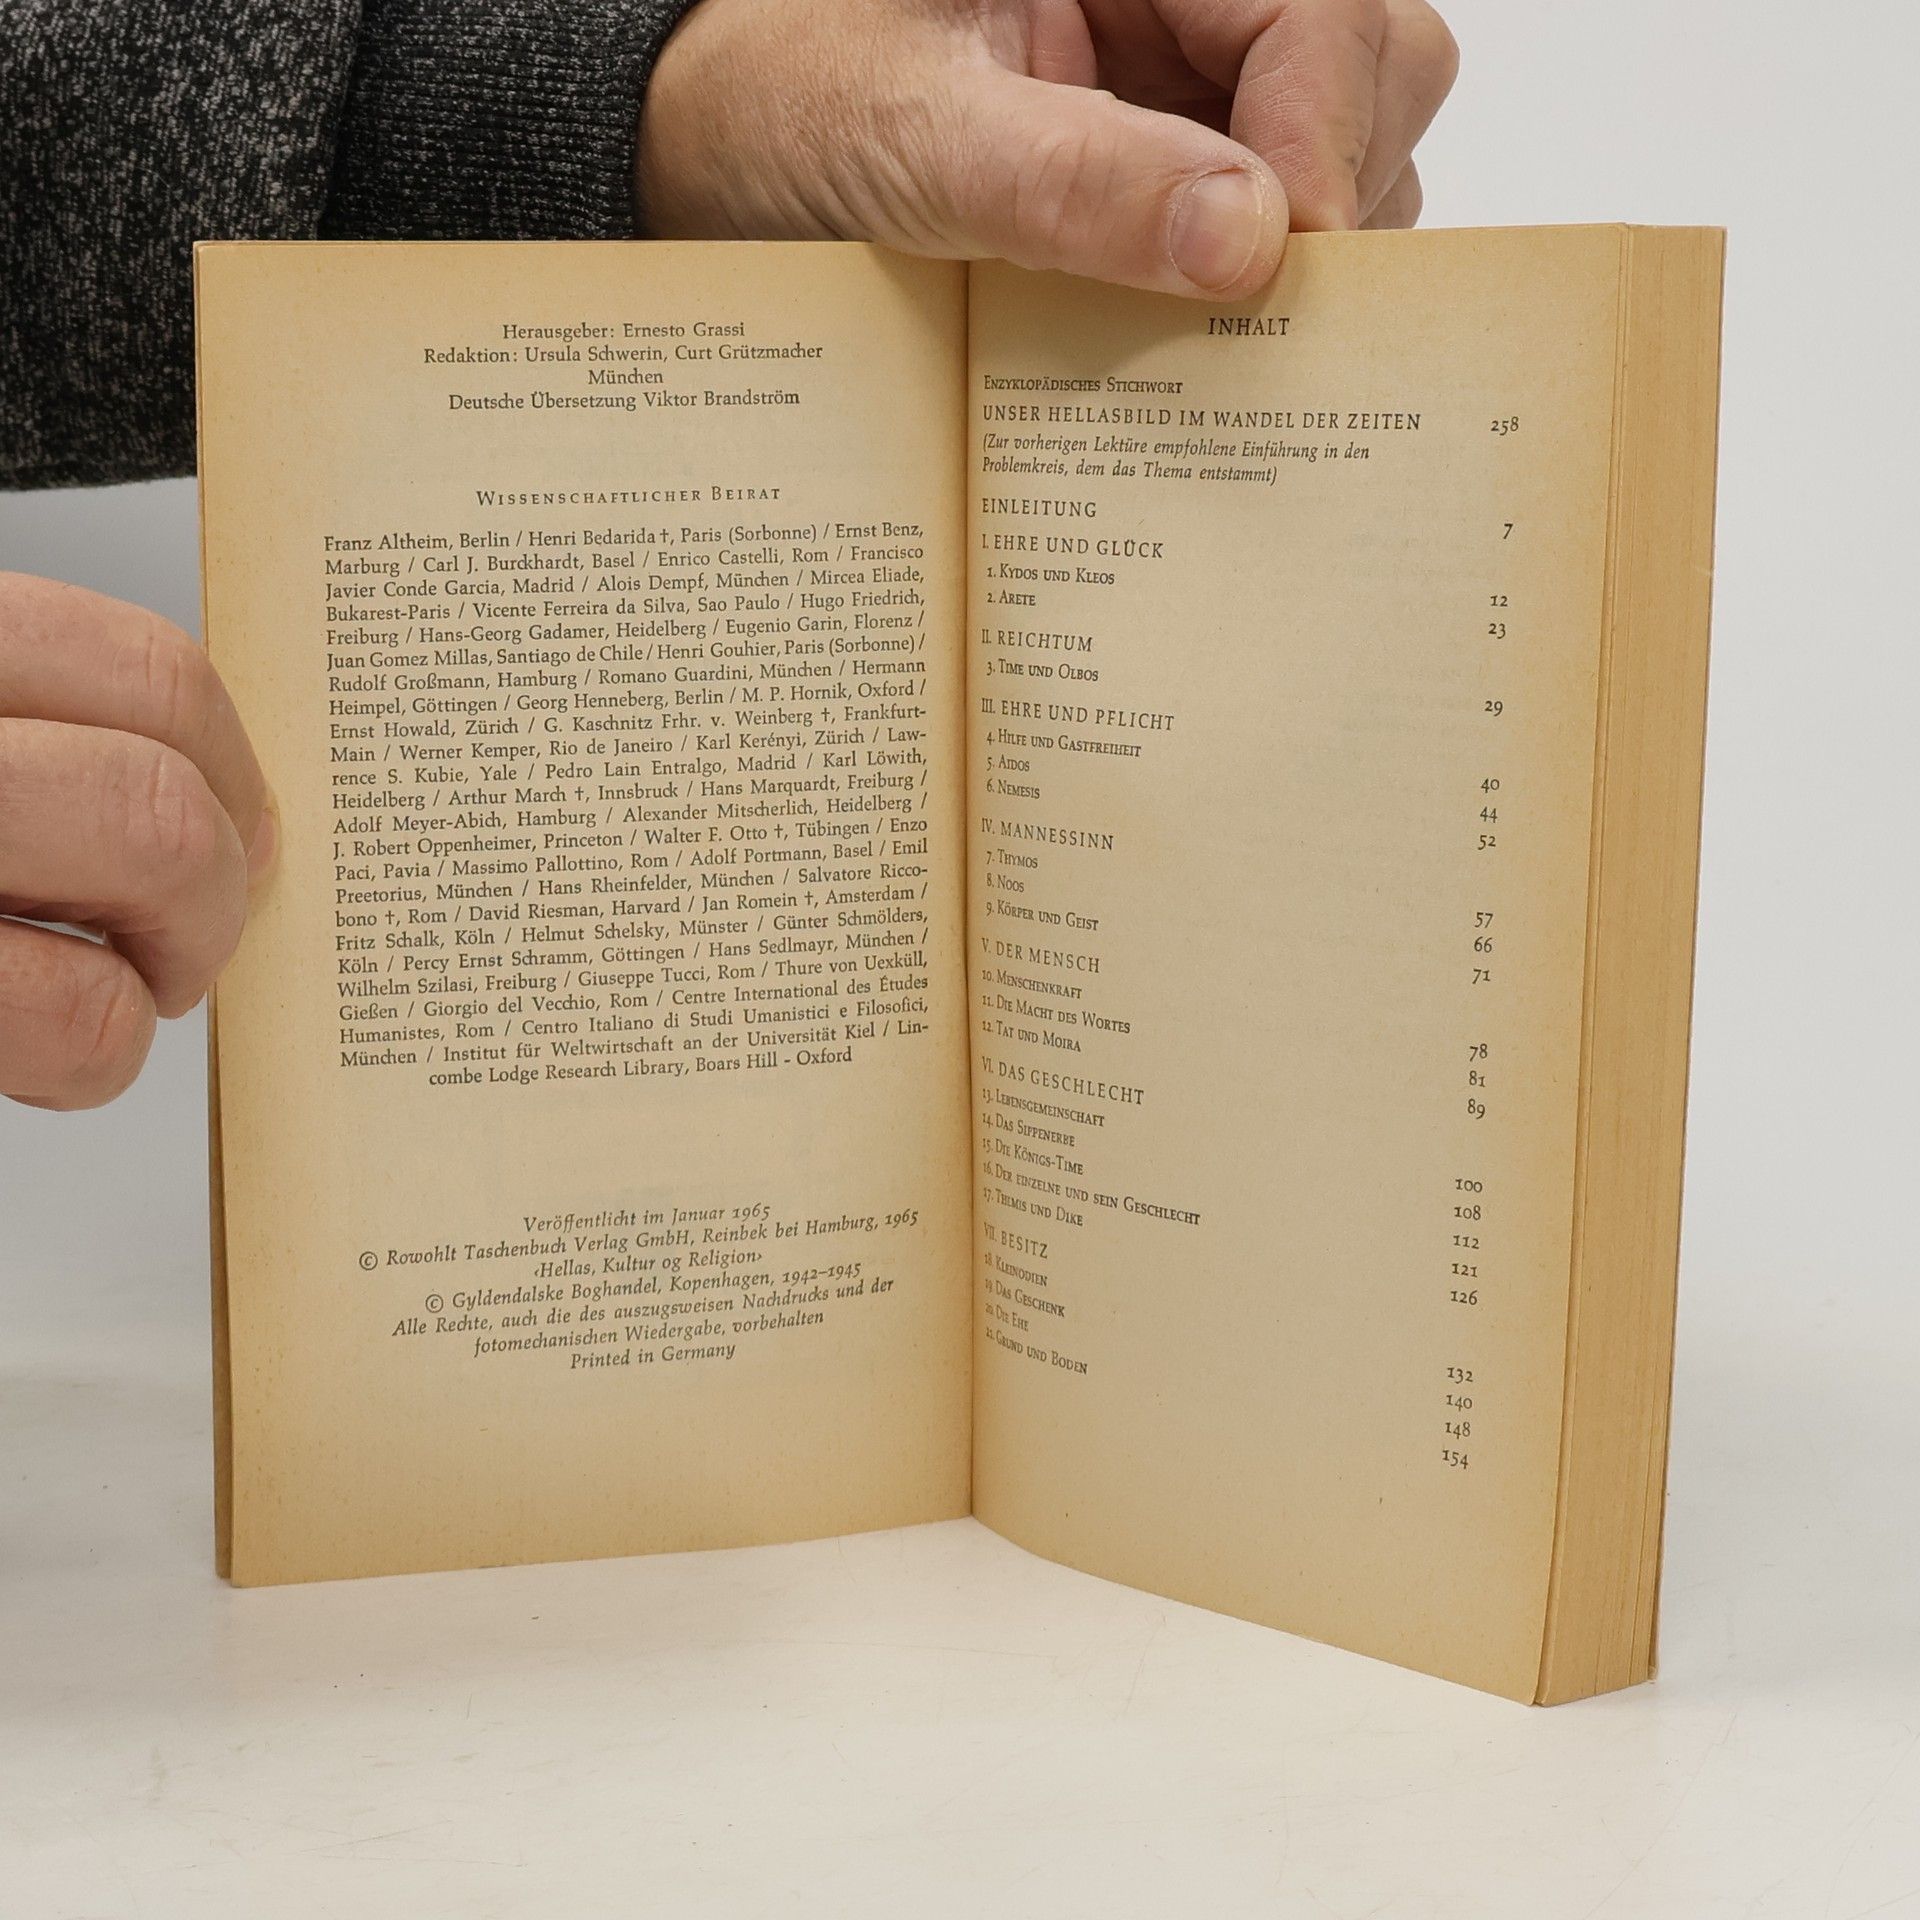 Herausgeber: Ernesto Grassi
Redaktion: Ursula Schwerin, Curt Grützmacher
München
Deutsche Übersetzung Viktor Brandström
WISSENSCHAFTLICHER BEIRAT
Franz Altheim, Berlin / Henri Bedarida †, Paris (Sorbonne) / Ernst Benz,
Marburg / Carl J. Burckhardt, Basel / Enrico Castelli, Rom / Francisco
Javier Conde Garcia, Madrid / Alois Dempf, München / Mircea Eliade,
Bukarest-Paris / Vicente Ferreira da Silva, Sao Paulo / Hugo Friedrich,
Freiburg / Hans-Georg Gadamer, Heidelberg / Eugenio Garin, Florenz /
Juan Gomez Millas, Santiago de Chile / Henri Gouhier, Paris (Sorbonne) /
Rudolf Großmann, Hamburg / Romano Guardini, München / Hermann
Heimpel, Göttingen / Georg Henneberg, Berlin / M. P. Hornik, Oxford /
Ernst Howald, Zürich / G. Kaschnitz Frhr. v. Weinberg †, Frankfurt-
Main / Werner Kemper, Rio de Janeiro / Karl Kerényi, Zürich / Law-
rence S. Kubie, Yale / Pedro Lain Entralgo, Madrid / Karl Löwith,
Heidelberg / Arthur March †, Innsbruck / Hans Marquardt, Freiburg /
Adolf Meyer-Abich, Hamburg / Alexander Mitscherlich, Heidelberg /
J. Robert Oppenheimer, Princeton / Walter F. Otto †, Tübingen / Enzo
Paci, Pavia / Massimo Pallottino, Rom / Adolf Portmann, Basel / Emil
Preetorius, München / Hans Rheinfelder, München / Salvatore Ricco-
bono †, Rom / David Riesman, Harvard / Jan Romein †, Amsterdam /
Fritz Schalk, Köln / Helmut Schelsky, Münster / Günter Schmölders,
Köln / Percy Ernst Schramm, Göttingen / Hans Sedlmayr, München /
Wilhelm Szilasi, Freiburg / Giuseppe Tucci, Rom / Thure von Uexküll,
Gießen / Giorgio del Vecchio, Rom / Centre International des Études
Humanistes, Rom / Centro Italiano di Studi Umanistici e Filosofici,
München / Institut für Weltwirtschaft an der Universität Kiel / Lin-
combe Lodge Research Library, Boars Hill - Oxford
Veröffentlicht im Januar 1965
© Rowohlt Taschenbuch Verlag GmbH, Reinbek bei Hamburg, 1965
‹Hellas, Kultur og Religion›
© Gyldendalske Boghandel, Kopenhagen, 1942–1945
Alle Rechte, auch die des auszugsweisen Nachdrucks und der
fotomechanischen Wiedergabe, vorbehalten
Printed in Germany
INHALT
ENZYKLOPÄDISCHES STICHWORT
UNSER HELLASBILD IM WANDEL DER ZEITEN 258
(Zur vorherigen Lektüre empfohlene Einführung in den
Problemkreis, dem das Thema entstammt)
EINLEITUNG 7
I. EHRE UND GLÜCK
1. KYDOS UND KLEOS 12
2. ARETE 23
II. REICHTUM
3. TIME UND OLBOS 29
III. EHRE UND PFLICHT
4. HILFE UND GASTFREIHEIT 40
5. AIDOS 44
6. NEMESIS 52
IV. MANNESSINN
7. THYMOS 57
8. NOOS 66
9. KÖRPER UND GEIST 71
V. DER MENSCH
10. MENSCHENKRAFT 78
11. DIE MACHT DES WORTES 81
12. TAT UND MOIRA 89
VI. DAS GESCHLECHT
13. LEBENSGEMEINSCHAFT 100
14. DAS SIPPENERBE 108
15. DIE KÖNIGS-TIME 112
16. DER EINZELNE UND SEIN GESCHLECHT 121
17. THEMIS UND DIKE 126
VII. BESITZ
18. KLEINODIEN 132
19. DAS GESCHENK 140
20. DIE EHE 148
21. GRUND UND BODEN 154